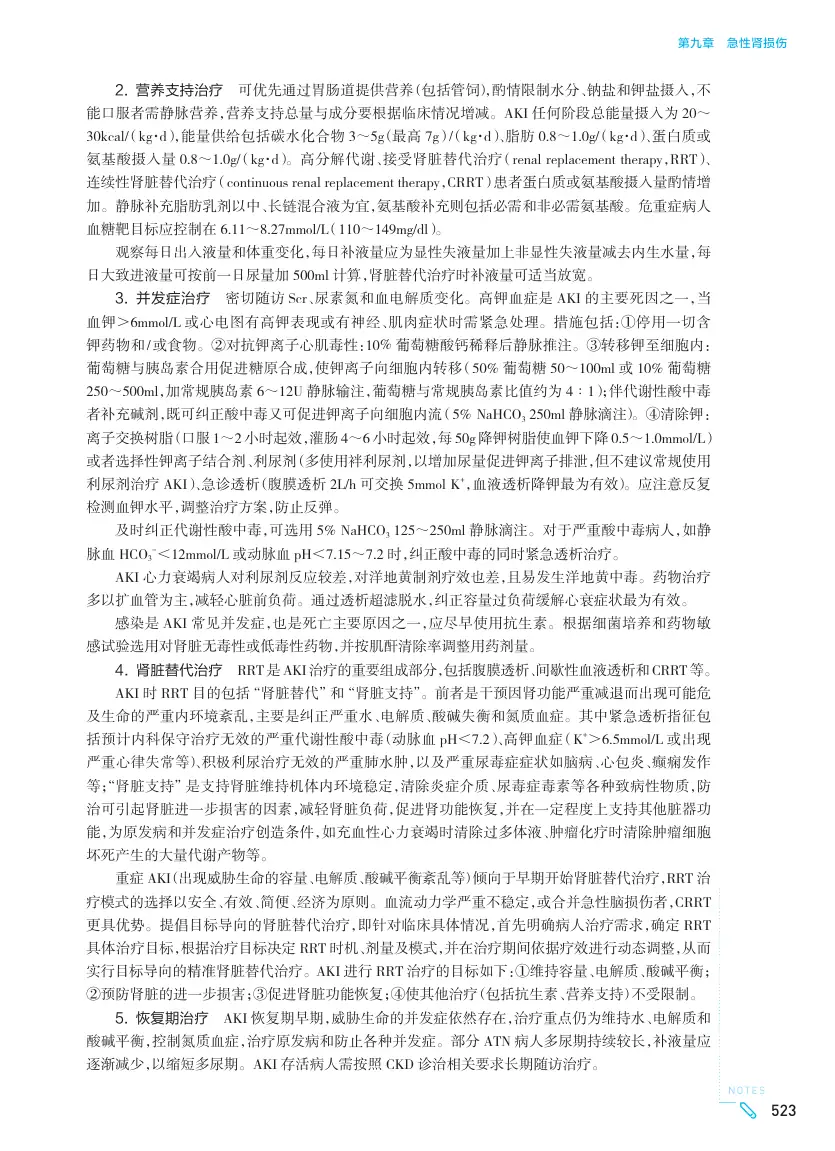 第九章　急性肾损伤
2. 营养支持治疗　可优先通过胃肠道提供营养（包括管饲），酌情限制水分、钠盐和钾盐摄入，不
能口服者需静脉营养，营养支持总量与成分要根据临床情况增减。AKI 任何阶段总能量摄入为 20～
30kcal/（kg·d），能量供给包括碳水化合物 3～5g（最高 7g）/（kg·d）、脂肪 0.8～1.0g/（kg·d）、蛋白质或
氨基酸摄入量 0.8～1.0g/（kg·d）。高分解代谢、接受肾脏替代治疗（renal replacement therapy，RRT）、
连续性肾脏替代治疗（continuous renal replacement therapy，CRRT）患者蛋白质或氨基酸摄入量酌情增
加。静脉补充脂肪乳剂以中、长链混合液为宜，氨基酸补充则包括必需和非必需氨基酸。危重症病人
血糖靶目标应控制在 6.11～8.27mmol/L（110～149mg/dl）。
观察每日出入液量和体重变化，每日补液量应为显性失液量加上非显性失液量减去内生水量，每
日大致进液量可按前一日尿量加 500ml 计算，肾脏替代治疗时补液量可适当放宽。
3. 并发症治疗　密切随访 Scr、尿素氮和血电解质变化。高钾血症是 AKI 的主要死因之一，当
血钾＞6mmol/L 或心电图有高钾表现或有神经、肌肉症状时需紧急处理。措施包括：①停用一切含
钾药物和/或食物。②对抗钾离子心肌毒性：10% 葡萄糖酸钙稀释后静脉推注。③转移钾至细胞内：
葡萄糖与胰岛素合用促进糖原合成，使钾离子向细胞内转移（50% 葡萄糖 50～100ml 或 10% 葡萄糖
250～500ml，加常规胰岛素 6～12U 静脉输注，葡萄糖与常规胰岛素比值约为 4∶1）；伴代谢性酸中毒
者补充碱剂，既可纠正酸中毒又可促进钾离子向细胞内流（5% NaHCO₃ 250ml 静脉滴注）。④清除钾：
离子交换树脂（口服 1～2 小时起效，灌肠 4～6 小时起效，每 50g 降钾树脂使血钾下降 0.5～1.0mmol/L）
或者选择性钾离子结合剂、利尿剂（多使用袢利尿剂，以增加尿量促进钾离子排泄，但不建议常规使用
利尿剂治疗 AKI）、急诊透析（腹膜透析 2L/h 可交换 5mmol K⁺，血液透析降钾最为有效）。应注意反复
检测血钾水平，调整治疗方案，防止反弹。
及时纠正代谢性酸中毒，可选用 5% NaHCO₃ 125～250ml 静脉滴注。对于严重酸中毒病人，如静
脉血 HCO₃⁻＜12mmol/L 或动脉血 pH＜7.15～7.2 时，纠正酸中毒的同时紧急透析治疗。
AKI 心力衰竭病人对利尿剂反应较差，对洋地黄制剂疗效也差，且易发生洋地黄中毒。药物治疗
多以扩血管为主，减轻心脏前负荷。通过透析超滤脱水，纠正容量过负荷缓解心衰症状最为有效。
感染是 AKI 常见并发症，也是死亡主要原因之一，应尽早使用抗生素。根据细菌培养和药物敏
感试验选用对肾脏无毒性或低毒性药物，并按肌酐清除率调整用药剂量。
4. 肾脏替代治疗　RRT 是 AKI 治疗的重要组成部分，包括腹膜透析、间歇性血液透析和 CRRT 等。
AKI 时 RRT 目的包括“肾脏替代”和“肾脏支持”。前者是干预因肾功能严重减退而出现可能危
及生命的严重内环境紊乱，主要是纠正严重水、电解质、酸碱失衡和氮质血症。其中紧急透析指征包
括预计内科保守治疗无效的严重代谢性酸中毒（动脉血 pH＜7.2）、高钾血症（K⁺＞6.5mmol/L 或出现
严重心律失常等）、积极利尿治疗无效的严重肺水肿，以及严重尿毒症症状如脑病、心包炎、癫痫发作
等；“肾脏支持”是支持肾脏维持机体内环境稳定，清除炎症介质、尿毒症毒素等各种致病性物质，防
治可引起肾脏进一步损害的因素，减轻肾脏负荷，促进肾功能恢复，并在一定程度上支持其他脏器功
能，为原发病和并发症治疗创造条件，如充血性心力衰竭时清除过多体液、肿瘤化疗时清除肿瘤细胞
坏死产生的大量代谢产物等。
重症 AKI（出现威胁生命的容量、电解质、酸碱平衡紊乱等）倾向于早期开始肾脏替代治疗，RRT 治
疗模式的选择以安全、有效、简便、经济为原则。血流动力学严重不稳定，或合并急性脑损伤者，CRRT
更具优势。提倡目标导向的肾脏替代治疗，即针对临床具体情况，首先明确病人治疗需求，确定 RRT
具体治疗目标，根据治疗目标决定 RRT 时机、剂量及模式，并在治疗期间依据疗效进行动态调整，从而
实行目标导向的精准肾脏替代治疗。AKI 进行 RRT 治疗的目标如下：①维持容量、电解质、酸碱平衡；
②预防肾脏的进一步损害；③促进肾脏功能恢复；④使其他治疗（包括抗生素、营养支持）不受限制。
5. 恢复期治疗　AKI 恢复期早期，威胁生命的并发症依然存在，治疗重点仍为维持水、电解质和
酸碱平衡，控制氮质血症，治疗原发病和防止各种并发症。部分 ATN 病人多尿期持续较长，补液量应
逐渐减少，以缩短多尿期。AKI 存活病人需按照 CKD 诊治相关要求长期随访治疗。
NOTES
523